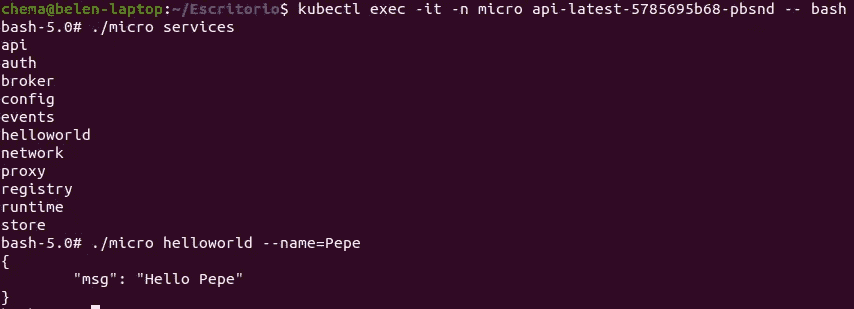 chema@belen-laptop:~/Escritorio$ kubectl exec -it -n micro api-latest-5785695b68-pbsnd -- bash
bash-5.0# ./micro services
api
auth
broker
config
events
helloworld
network
proxy
registry
runtime
store
bash-5.0# ./micro helloworld --name=Pepe
{
        "msg": "Hello Pepe"
}